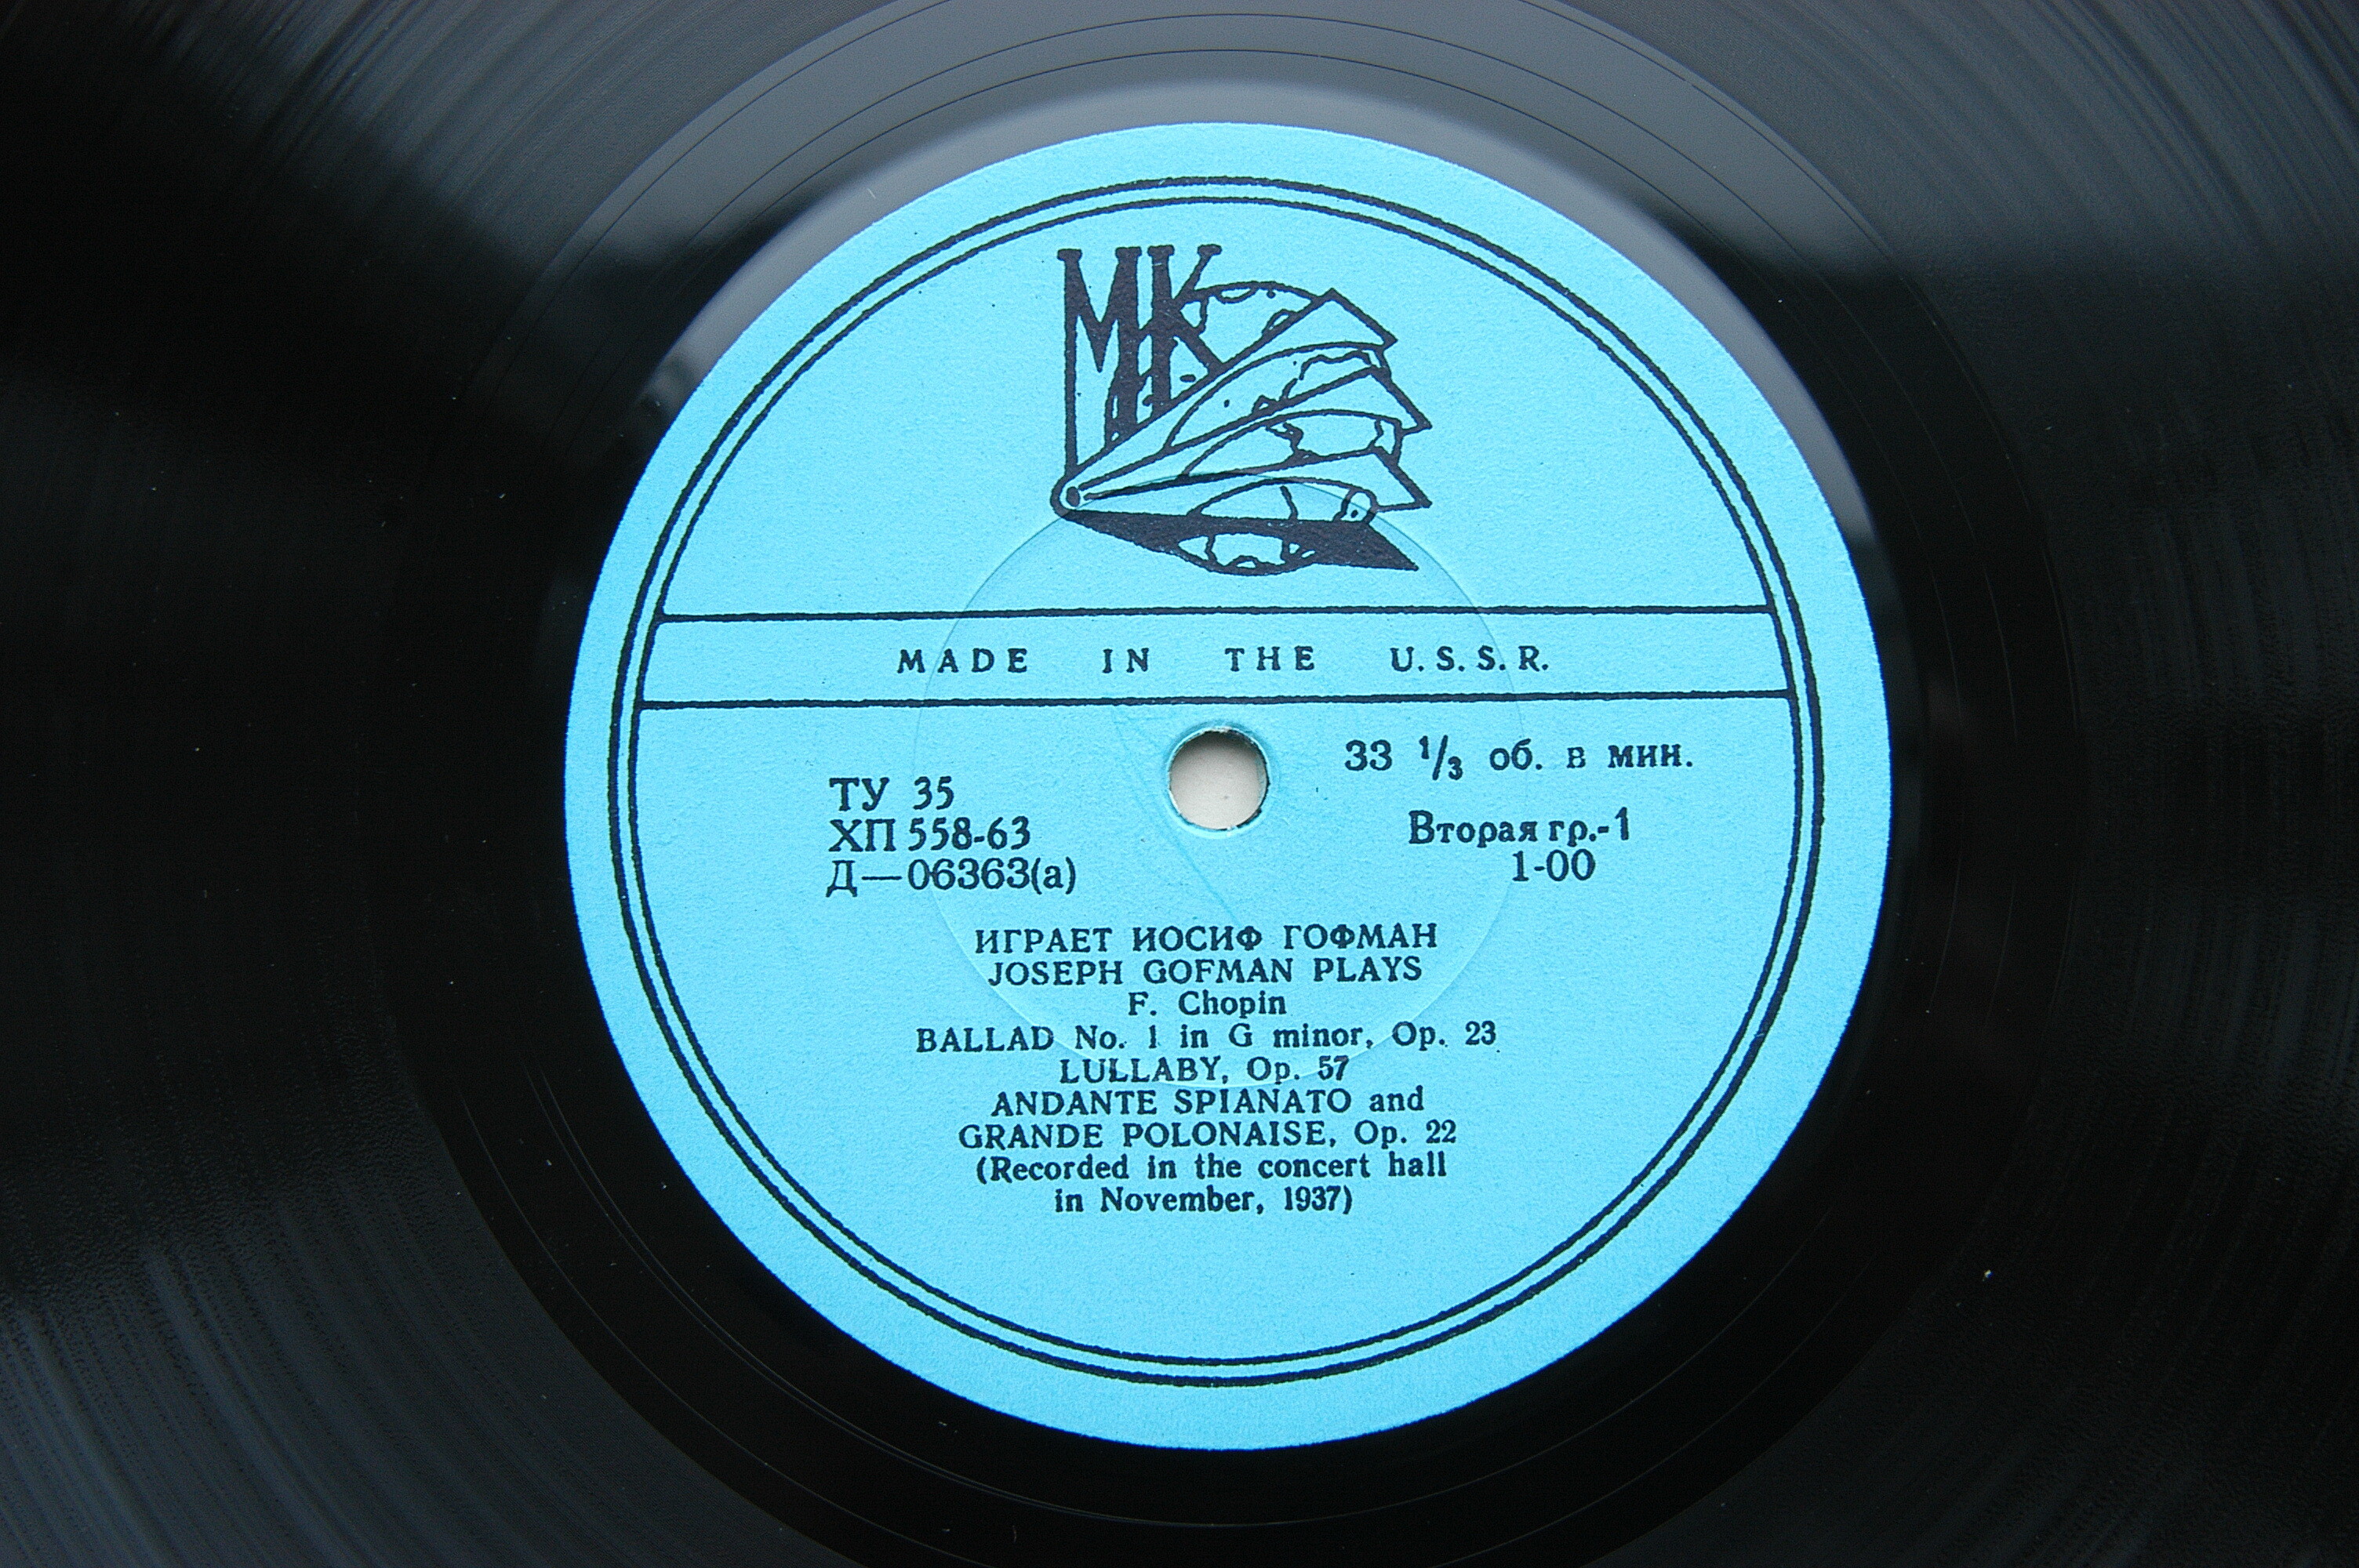 МК
MADE IN THE U.S.S.R.
33 1/3 об. в мин.
ТУ 35
ХП 558-63
Д—06363(а)
Вторая гр.-1
1-00
ИГРАЕТ ИОСИФ ГОФМАН
JOSEPH GOFMAN PLAYS
F. Chopin
BALLAD No. 1 in G minor, Op. 23
LULLABY, Op. 57
ANDANTE SPIANATO and
GRANDE POLONAISE, Op. 22
(Recorded in the concert hall
in November, 1937)